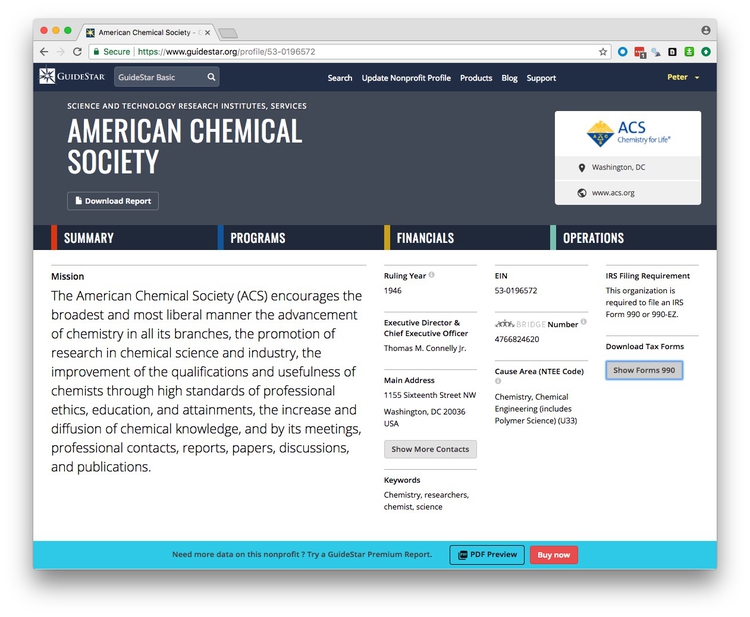 American Chemical Society - G
Secure https://www.guidestar.org/profile/53-0196572
GUIDESTAR
GuideStar Basic
Search Update Nonprofit Profile Products Blog Support
Peter
SCIENCE AND TECHNOLOGY RESEARCH INSTITUTES, SERVICES
AMERICAN CHEMICAL
SOCIETY
Download Report
ACS
Chemistry for Life®
Washington, DC
www.acs.org
SUMMARY PROGRAMS FINANCIALS OPERATIONS
Mission
The American Chemical Society (ACS) encourages the
broadest and most liberal manner the advancement
of chemistry in all its branches, the promotion of
research in chemical science and industry, the
improvement of the qualifications and usefulness of
chemists through high standards of professional
ethics, education, and attainments, the increase and
diffusion of chemical knowledge, and by its meetings,
professional contacts, reports, papers, discussions,
and publications.
Ruling Year
1946
Executive Director &
Chief Executive Officer
Thomas M. Connelly Jr.
Main Address
1155 Sixteenth Street NW
Washington, DC 20036
USA
Show More Contacts
Keywords
Chemistry, researchers,
chemist, science
EIN
53-0196572
BRIDGE Number
4766824620
Cause Area (NTEE Code)
Chemistry, Chemical
Engineering (includes
Polymer Science) (U33)
IRS Filing Requirement
This organization is
required to file an IRS
Form 990 or 990-EZ.
Download Tax Forms
Show Forms 990
Need more data on this nonprofit ? Try a GuideStar Premium Report.
PDF Preview
Buy now